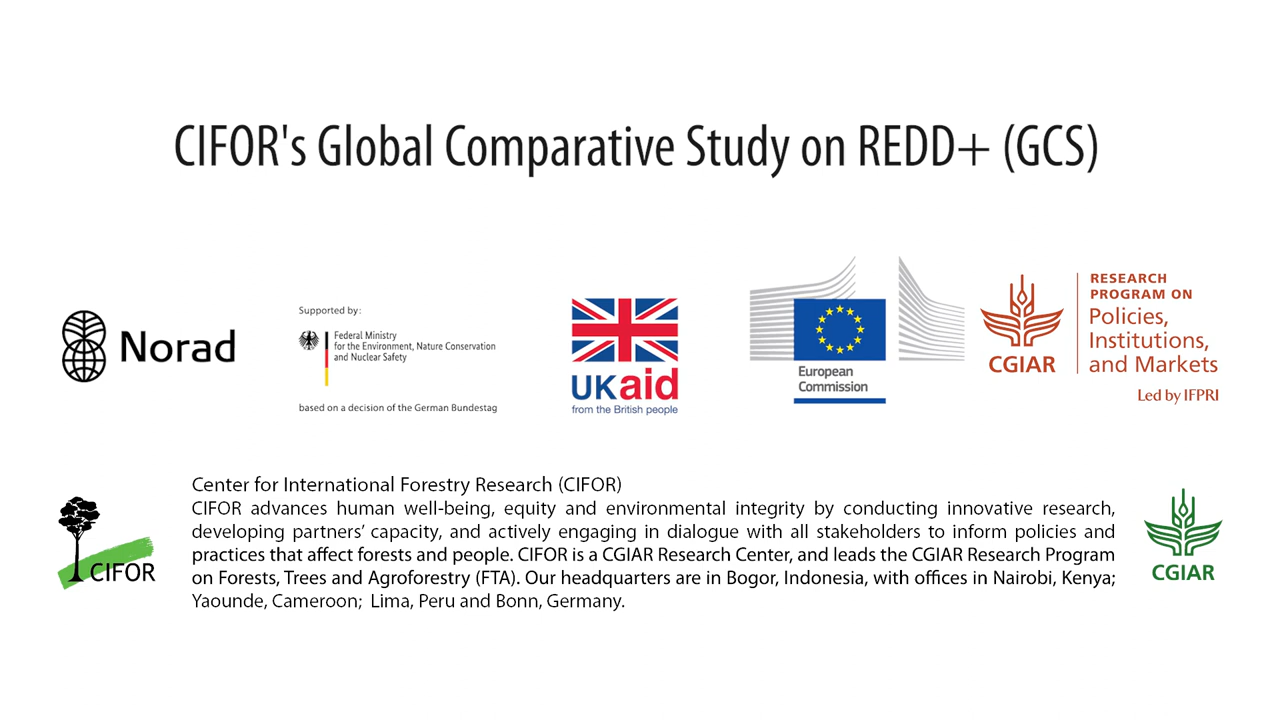 CIFOR's Global Comparative Study on REDD+ (GCS)
Norad
Supported by:
Federal Ministry
for the Environment, Nature Conservation
and Nuclear Safety
based on a decision of the German Bundestag
UKaid
from the British people
European
Commission
CGIAR
RESEARCH
PROGRAM ON
Policies,
Institutions,
and Markets
Led by IFPRI
CIFOR
Center for International Forestry Research (CIFOR)
CIFOR advances human well-being, equity and environmental integrity by conducting innovative research,
developing partners’ capacity, and actively engaging in dialogue with all stakeholders to inform policies and
practices that affect forests and people. CIFOR is a CGIAR Research Center, and leads the CGIAR Research Program
on Forests, Trees and Agroforestry (FTA). Our headquarters are in Bogor, Indonesia, with offices in Nairobi, Kenya;
Yaounde, Cameroon; Lima, Peru and Bonn, Germany.
CGIAR